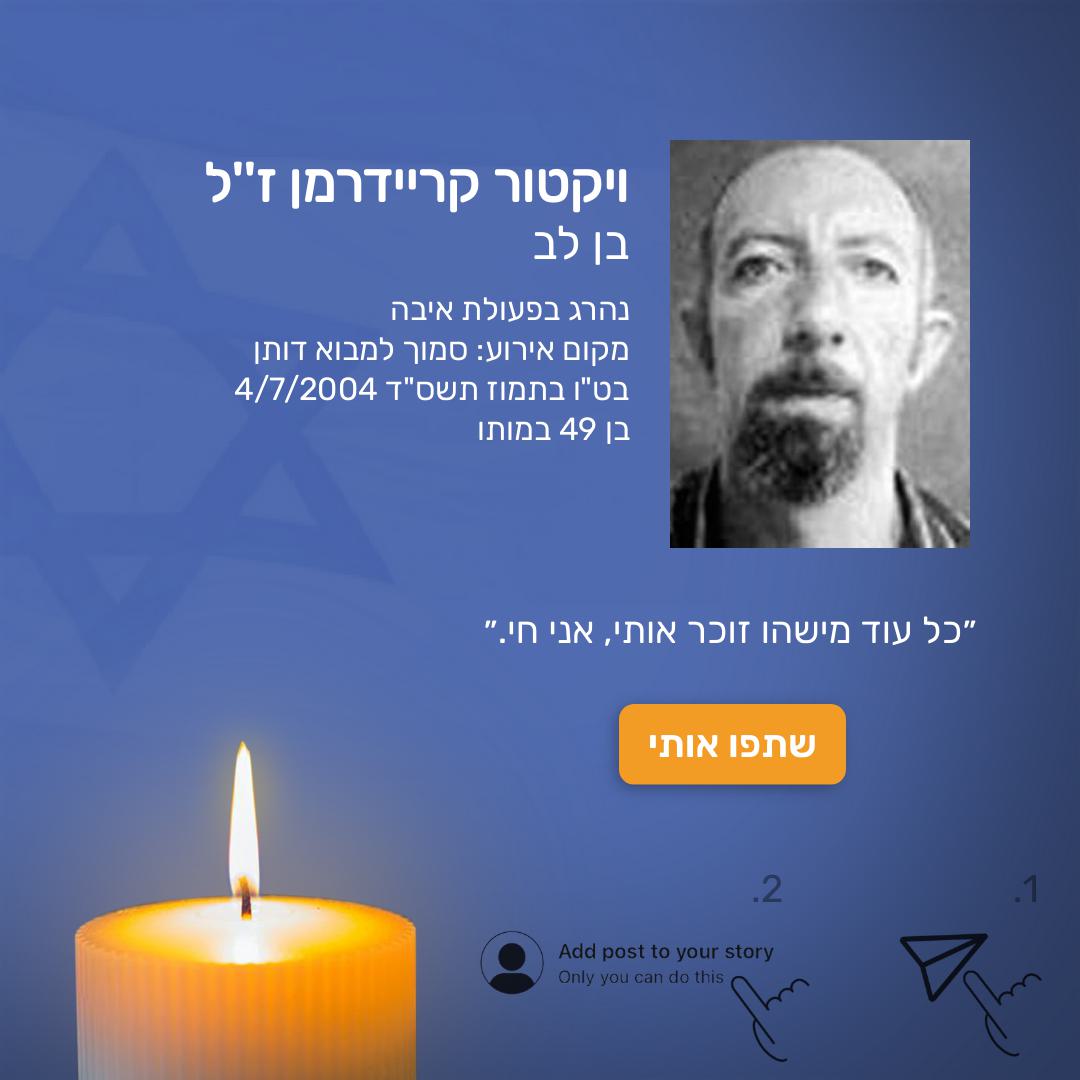 ויקטור קריידרמן ז"ל
בן לב
נהרג בפעולת איבה
מקום אירוע: סמוך למבוא דותן
בט"ו בתמוז תשס"ד 4/7/2004
בן 49 במותו
״כל עוד מישהו זוכר אותי, אני חי.״
שתפו אותי
.1
.2
Add post to your story
Only you can do this